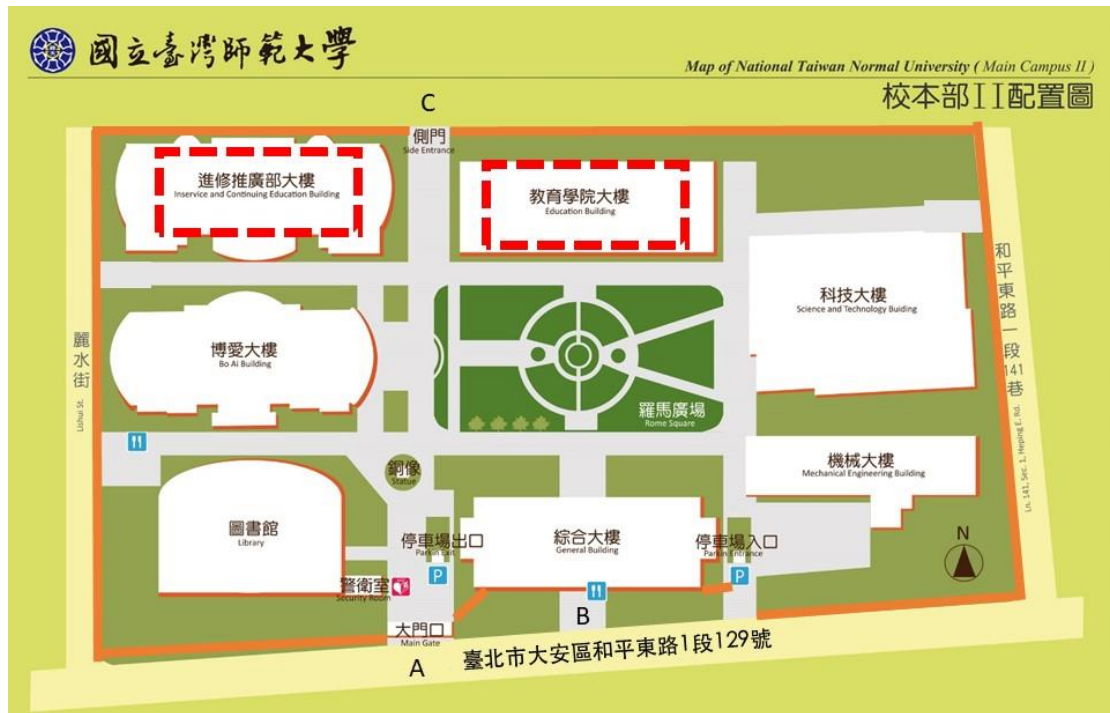 國立臺灣師範大學
Map of National Taiwan Normal University ( Main Campus II )
校本部II配置圖
C
側門
Side Entrance
進修推廣部大樓
Inservice and Continuing Education Building
教育學院大樓
Education Building
科技大樓
Science and Technology Buiding
和平東路一段141巷
Ln. 141, Sec. 1, Heping E. Rd.
麗水街
Lishui St.
博愛大樓
Bo Ai Building
羅馬廣場
Rome Square
銅像
Statue
機械大樓
Mechanical Engineering Building
圖書館
Library
停車場出口
Parkin Exit
P
綜合大樓
General Building
停車場入口
Parkin Entrance
P
N
警衛室
Security Room
大門口
Main Gate
A
B
臺北市大安區和平東路1段129號